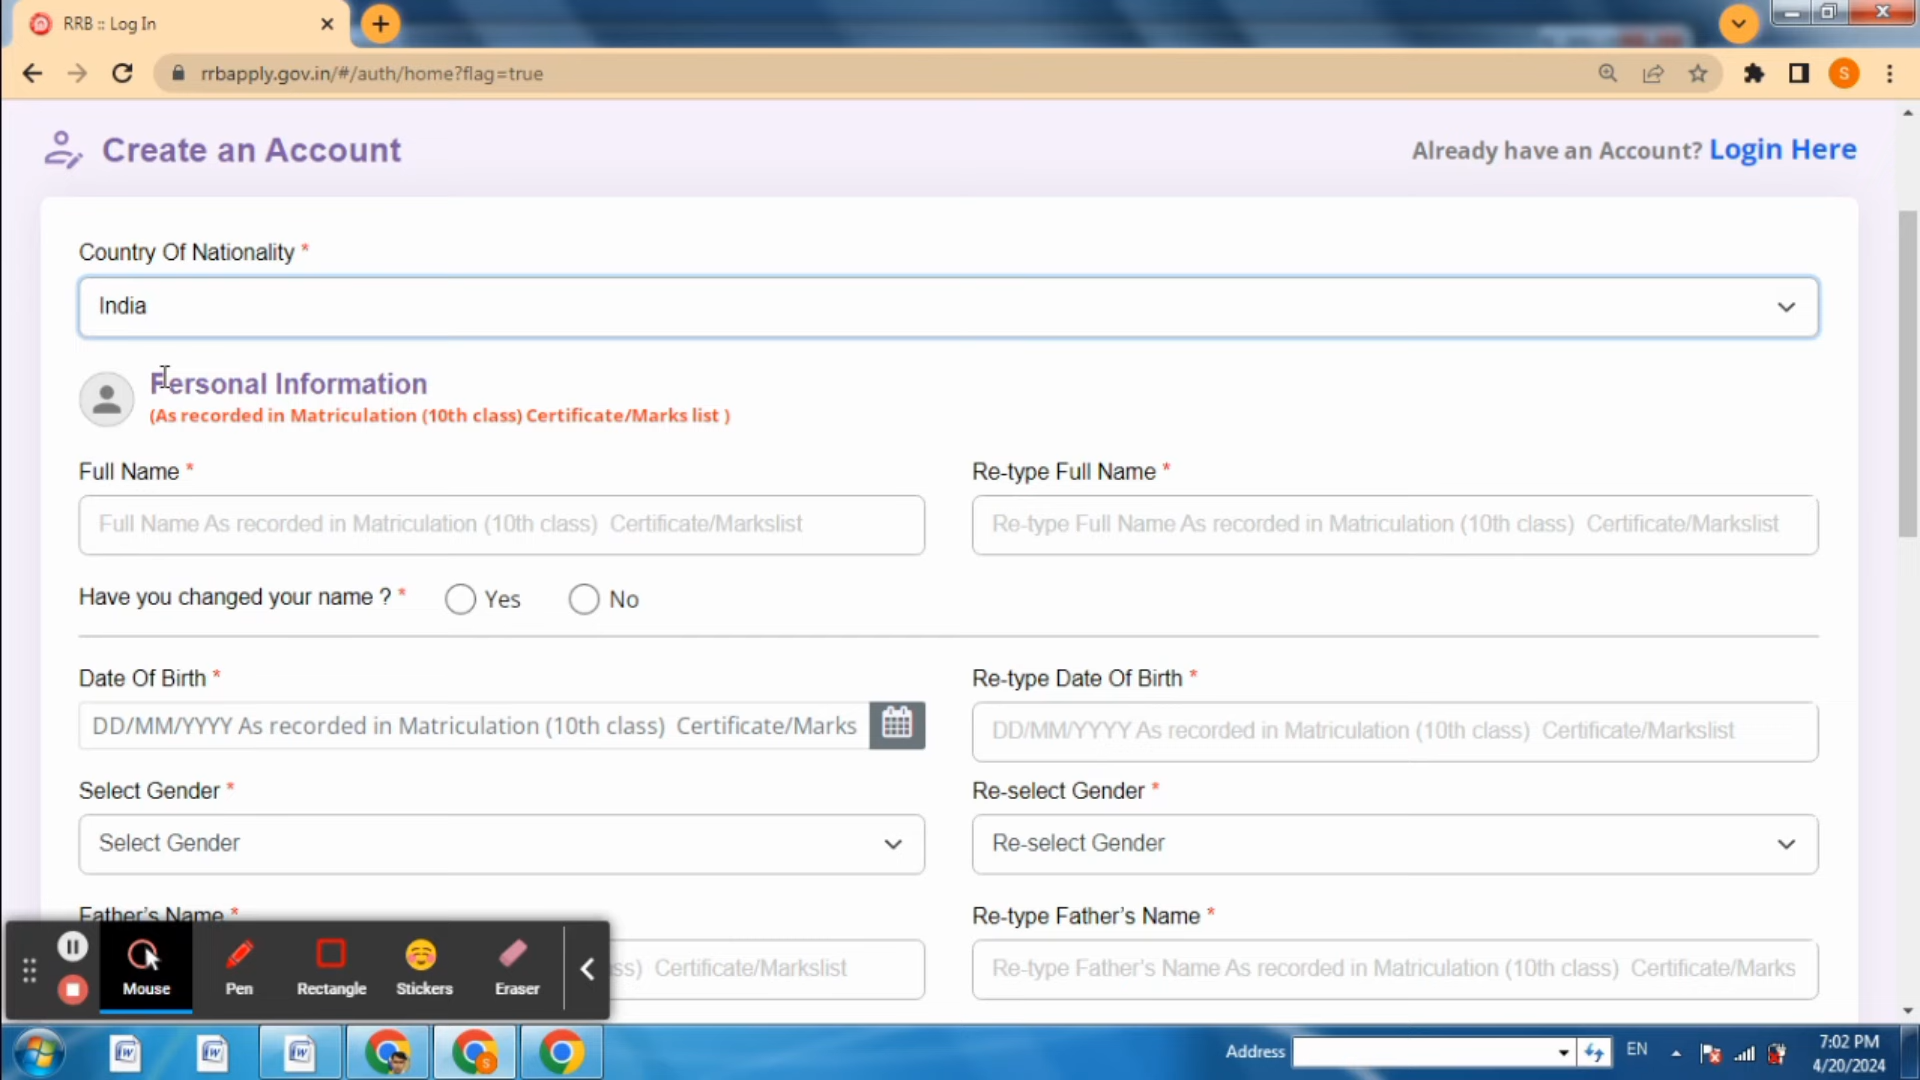 RRB :: Log In
rrbapply.gov.in/#/auth/home?flag=true
S
Create an Account
Already have an Account? Login Here
Country Of Nationality *
India
Personal Information
(As recorded in Matriculation (10th class) Certificate/Marks list )
Full Name *
Re-type Full Name *
Full Name As recorded in Matriculation (10th class) Certificate/Markslist
Re-type Full Name As recorded in Matriculation (10th class) Certificate/Markslist
Have you changed your name ? *
Yes
No
Date Of Birth *
Re-type Date Of Birth *
DD/MM/YYYY As recorded in Matriculation (10th class) Certificate/Marks
DD/MM/YYYY As recorded in Matriculation (10th class) Certificate/Markslist
Select Gender *
Re-select Gender *
Select Gender
Re-select Gender
Father's Name *
Re-type Father's Name *
ss) Certificate/Markslist
Re-type Father's Name As recorded in Matriculation (10th class) Certificate/Marks
Mouse
Pen
Rectangle
Stickers
Eraser
Address
EN
7:02 PM
4/20/2024